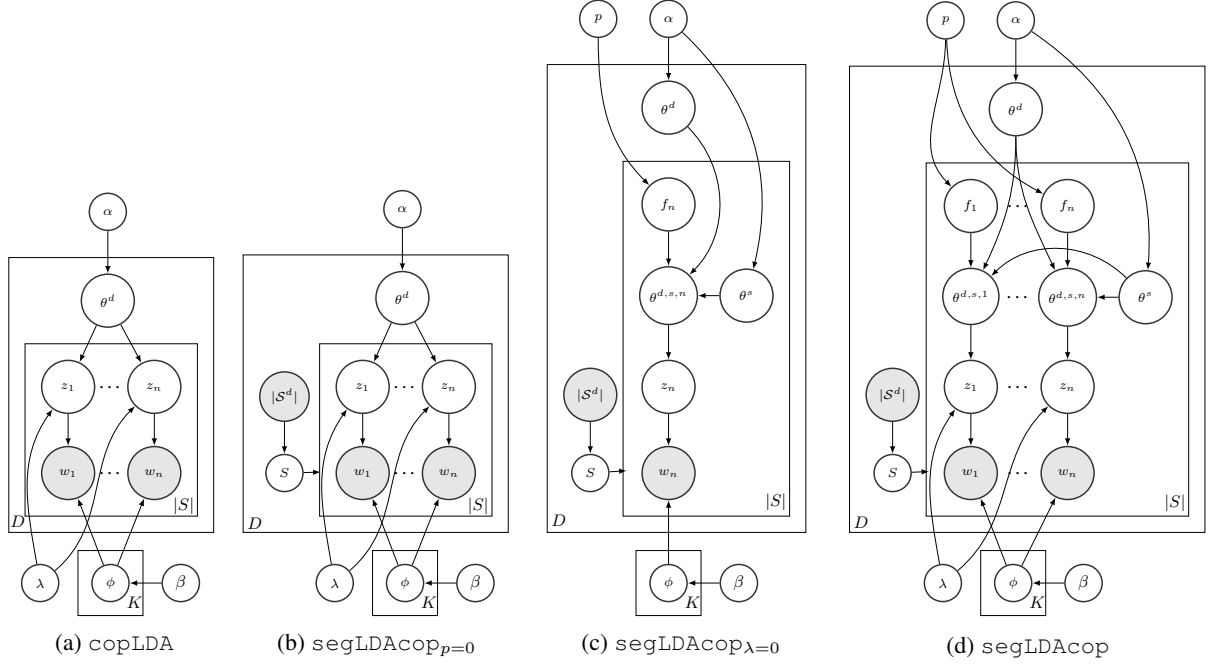 α
θ^d
z_1 ··· z_n
w_1 ··· w_n
|S|
D
λ
ϕ
β
K
(a) copLDA
α
θ^d
|𝒮^d|
z_1 ··· z_n
S
w_1 ··· w_n
|S|
D
λ
ϕ
β
K
(b) segLDAcop_{p=0}
p
α
θ^d
f_n
θ^{d,s,n}
θ^s
|𝒮^d|
z_n
S
w_n
|S|
D
ϕ
β
K
(c) segLDAcop_{λ=0}
p
α
θ^d
f_1 ··· f_n
θ^{d,s,1} ··· θ^{d,s,n}
θ^s
|𝒮^d|
z_1 ··· z_n
S
w_1 ··· w_n
|S|
D
λ
ϕ
β
K
(d) segLDAcop